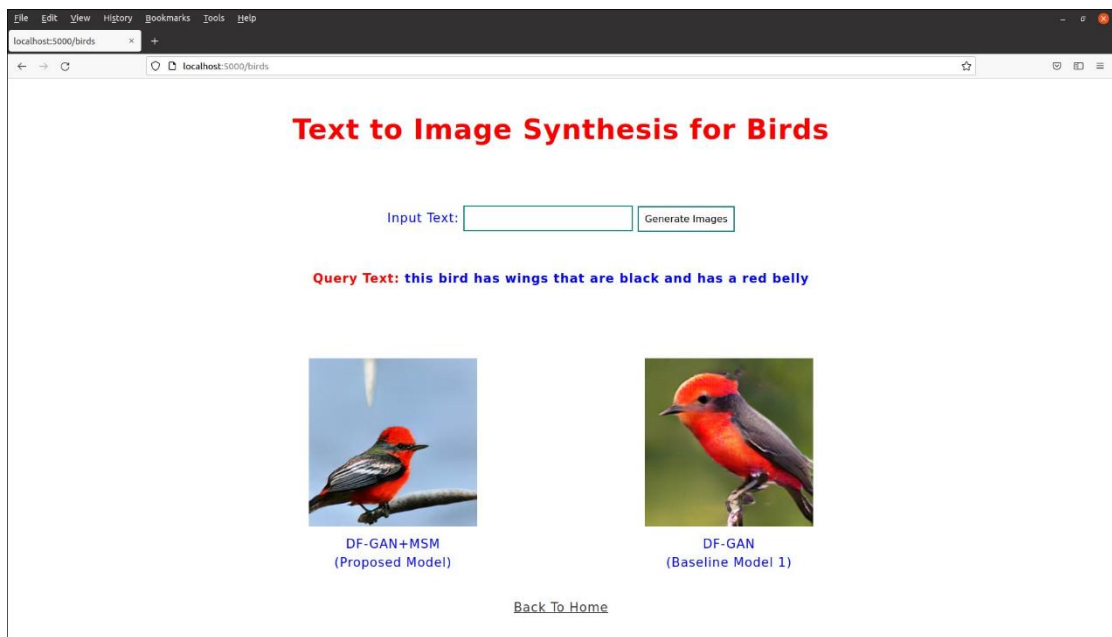 File Edit View History Bookmarks Tools Help
localhost:5000/birds × +
localhost:5000/birds
Text to Image Synthesis for Birds
Input Text: Generate Images
Query Text: this bird has wings that are black and has a red belly
DF-GAN+MSM DF-GAN
(Proposed Model) (Baseline Model 1)
Back To Home